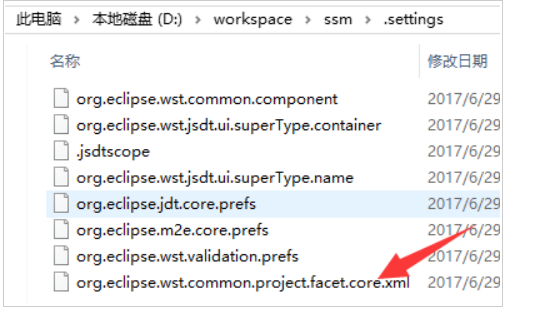 此电脑 > 本地磁盘 (D:) > workspace > ssm > .settings
名称 修改日期
org.eclipse.wst.common.component 2017/6/29
org.eclipse.wst.jsdt.ui.superType.container 2017/6/29
.jsdtscope 2017/6/29
org.eclipse.wst.jsdt.ui.superType.name 2017/6/29
org.eclipse.jdt.core.prefs 2017/6/29
org.eclipse.m2e.core.prefs 2017/6/29
org.eclipse.wst.validation.prefs 2017/6/29
org.eclipse.wst.common.project.facet.core.xml 2017/6/29